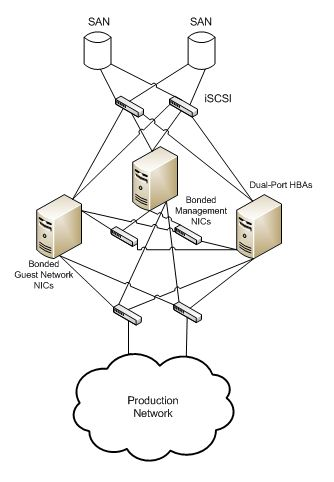 SAN
SAN
iSCSI
Dual-Port HBAs
Bonded
Management
NICs
Bonded
Guest Network
NICs
Production
Network